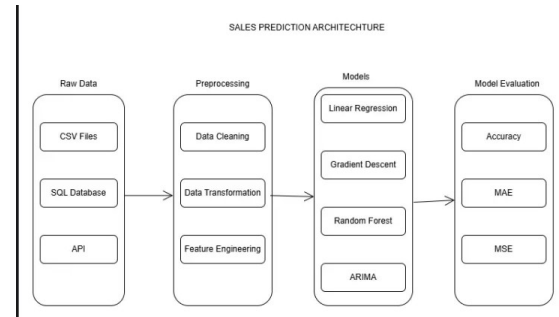 SALES PREDICTION ARCHITECHTURE
Raw Data
CSV Files
SQL Database
API
Preprocessing
Data Cleaning
Data Transformation
Feature Engineering
Models
Linear Regression
Gradient Descent
Random Forest
ARIMA
Model Evaluation
Accuracy
MAE
MSE